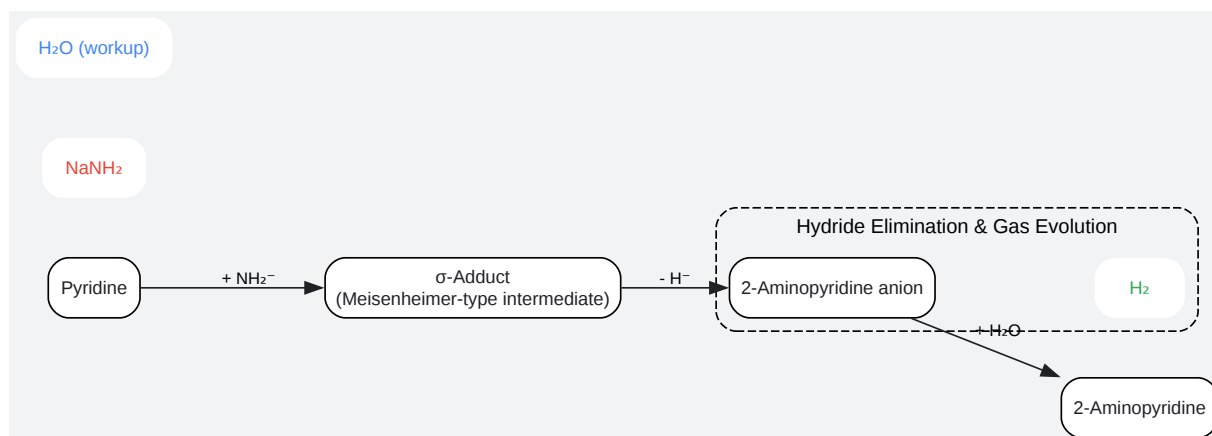 H₂O (workup)
NaNH₂
Hydride Elimination & Gas Evolution
Pyridine
+ NH₂⁻
σ-Adduct
(Meisenheimer-type intermediate)
- H⁻
2-Aminopyridine anion
H₂
+ H₂O
2-Aminopyridine